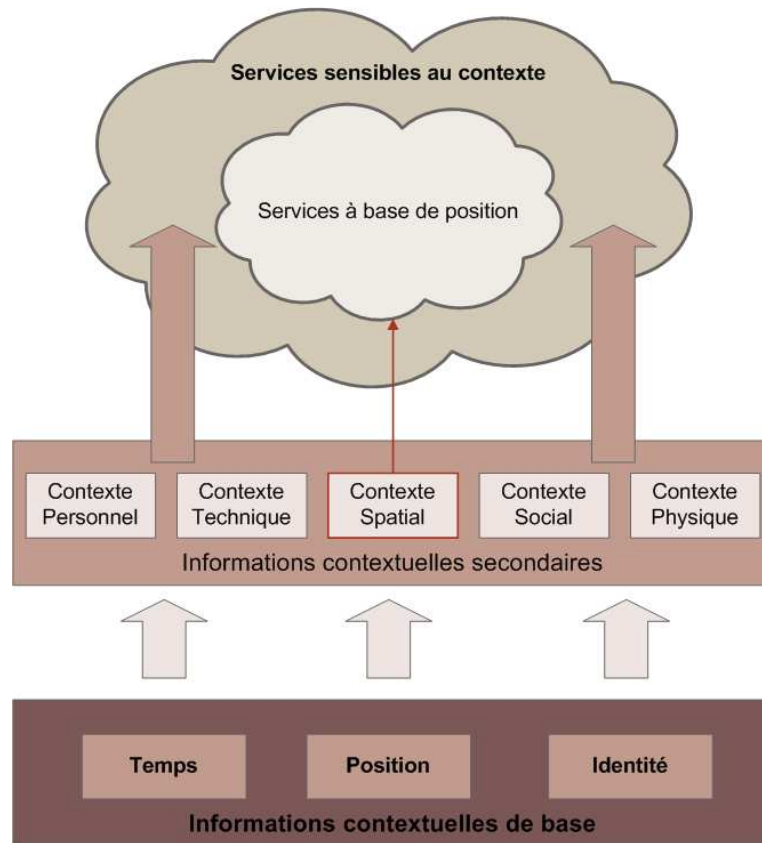 Services sensibles au contexte
Services à base de position
Contexte
Personnel
Contexte
Technique
Contexte
Spatial
Contexte
Social
Contexte
Physique
Informations contextuelles secondaires
Temps
Position
Identité
Informations contextuelles de base